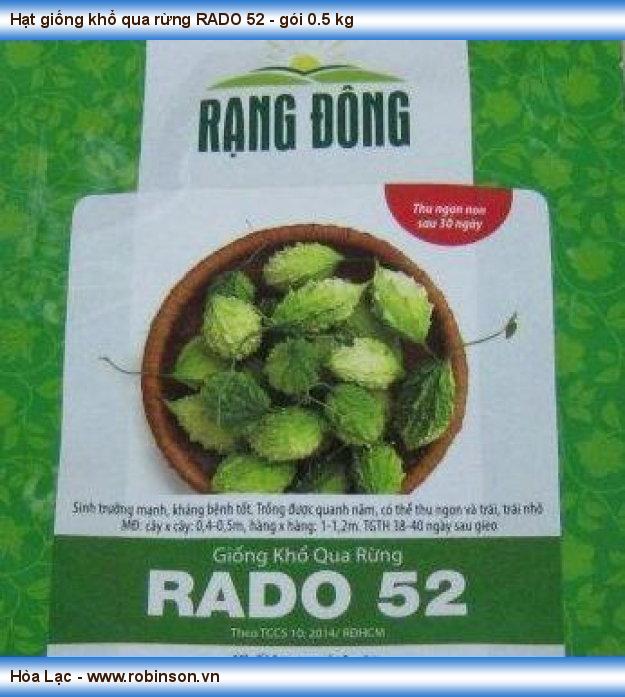 Hạt giống khổ qua rừng RADO 52 - gói 0.5 kg
RẠNG ĐÔNG
Thu ngọn non
sau 30 ngày
Sinh trưởng mạnh, kháng bệnh tốt. Trồng được quanh năm, có thể thu ngọn và trái, trái nhỏ
MĐ: cây x cây: 0,4-0,5m, hàng x hàng: 1-1,2m. TGTH 38-40 ngày sau gieo.
Giống Khổ Qua Rừng
RADO 52
Theo TCCS 10: 2014/ RĐHCM
Hòa Lạc - www.robinson.vn